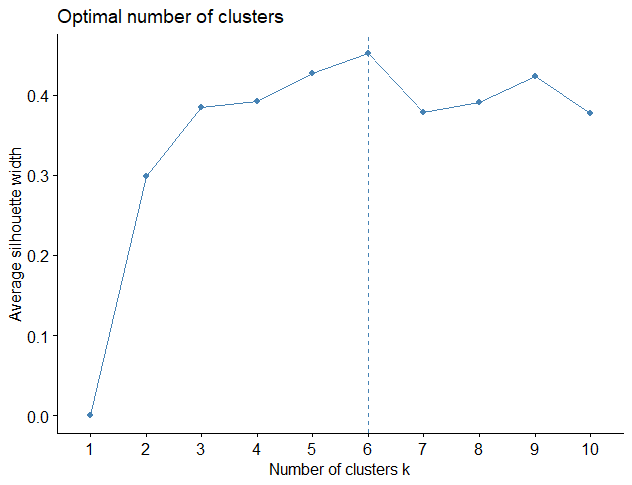 Optimal number of clusters
Average silhouette width
0.4
0.3
0.2
0.1
0.0
1 2 3 4 5 6 7 8 9 10
Number of clusters k